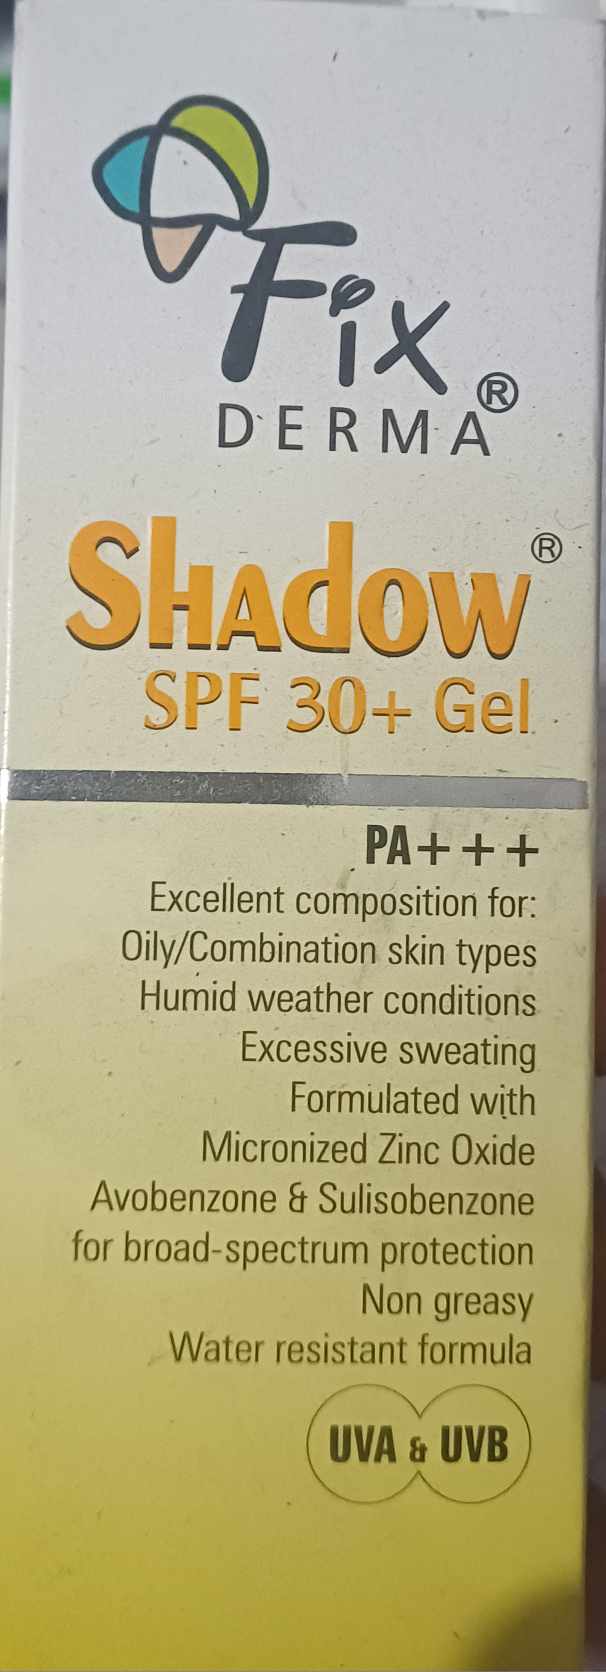 Fix
DERMA®
SHAdow®
SPF 30+ Gel
PA+++
Excellent composition for:
Oily/Combination skin types
Humid weather conditions
Excessive sweating
Formulated with
Micronized Zinc Oxide
Avobenzone & Sulisobenzone
for broad-spectrum protection
Non greasy
Water resistant formula
UVA & UVB